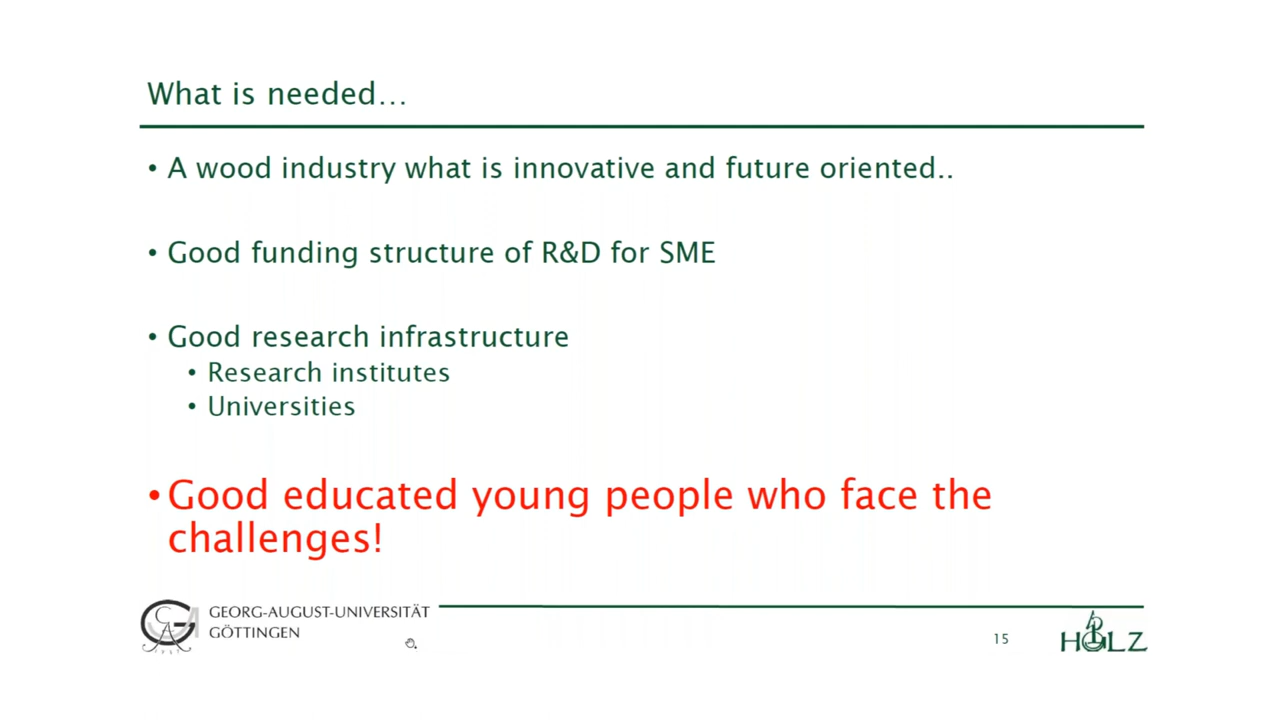 What is needed...
• A wood industry what is innovative and future oriented..
• Good funding structure of R&D for SME
• Good research infrastructure
• Research institutes
• Universities
• Good educated young people who face the
challenges!
GEORG-AUGUST-UNIVERSITÄT
GÖTTINGEN
15
HOLZ